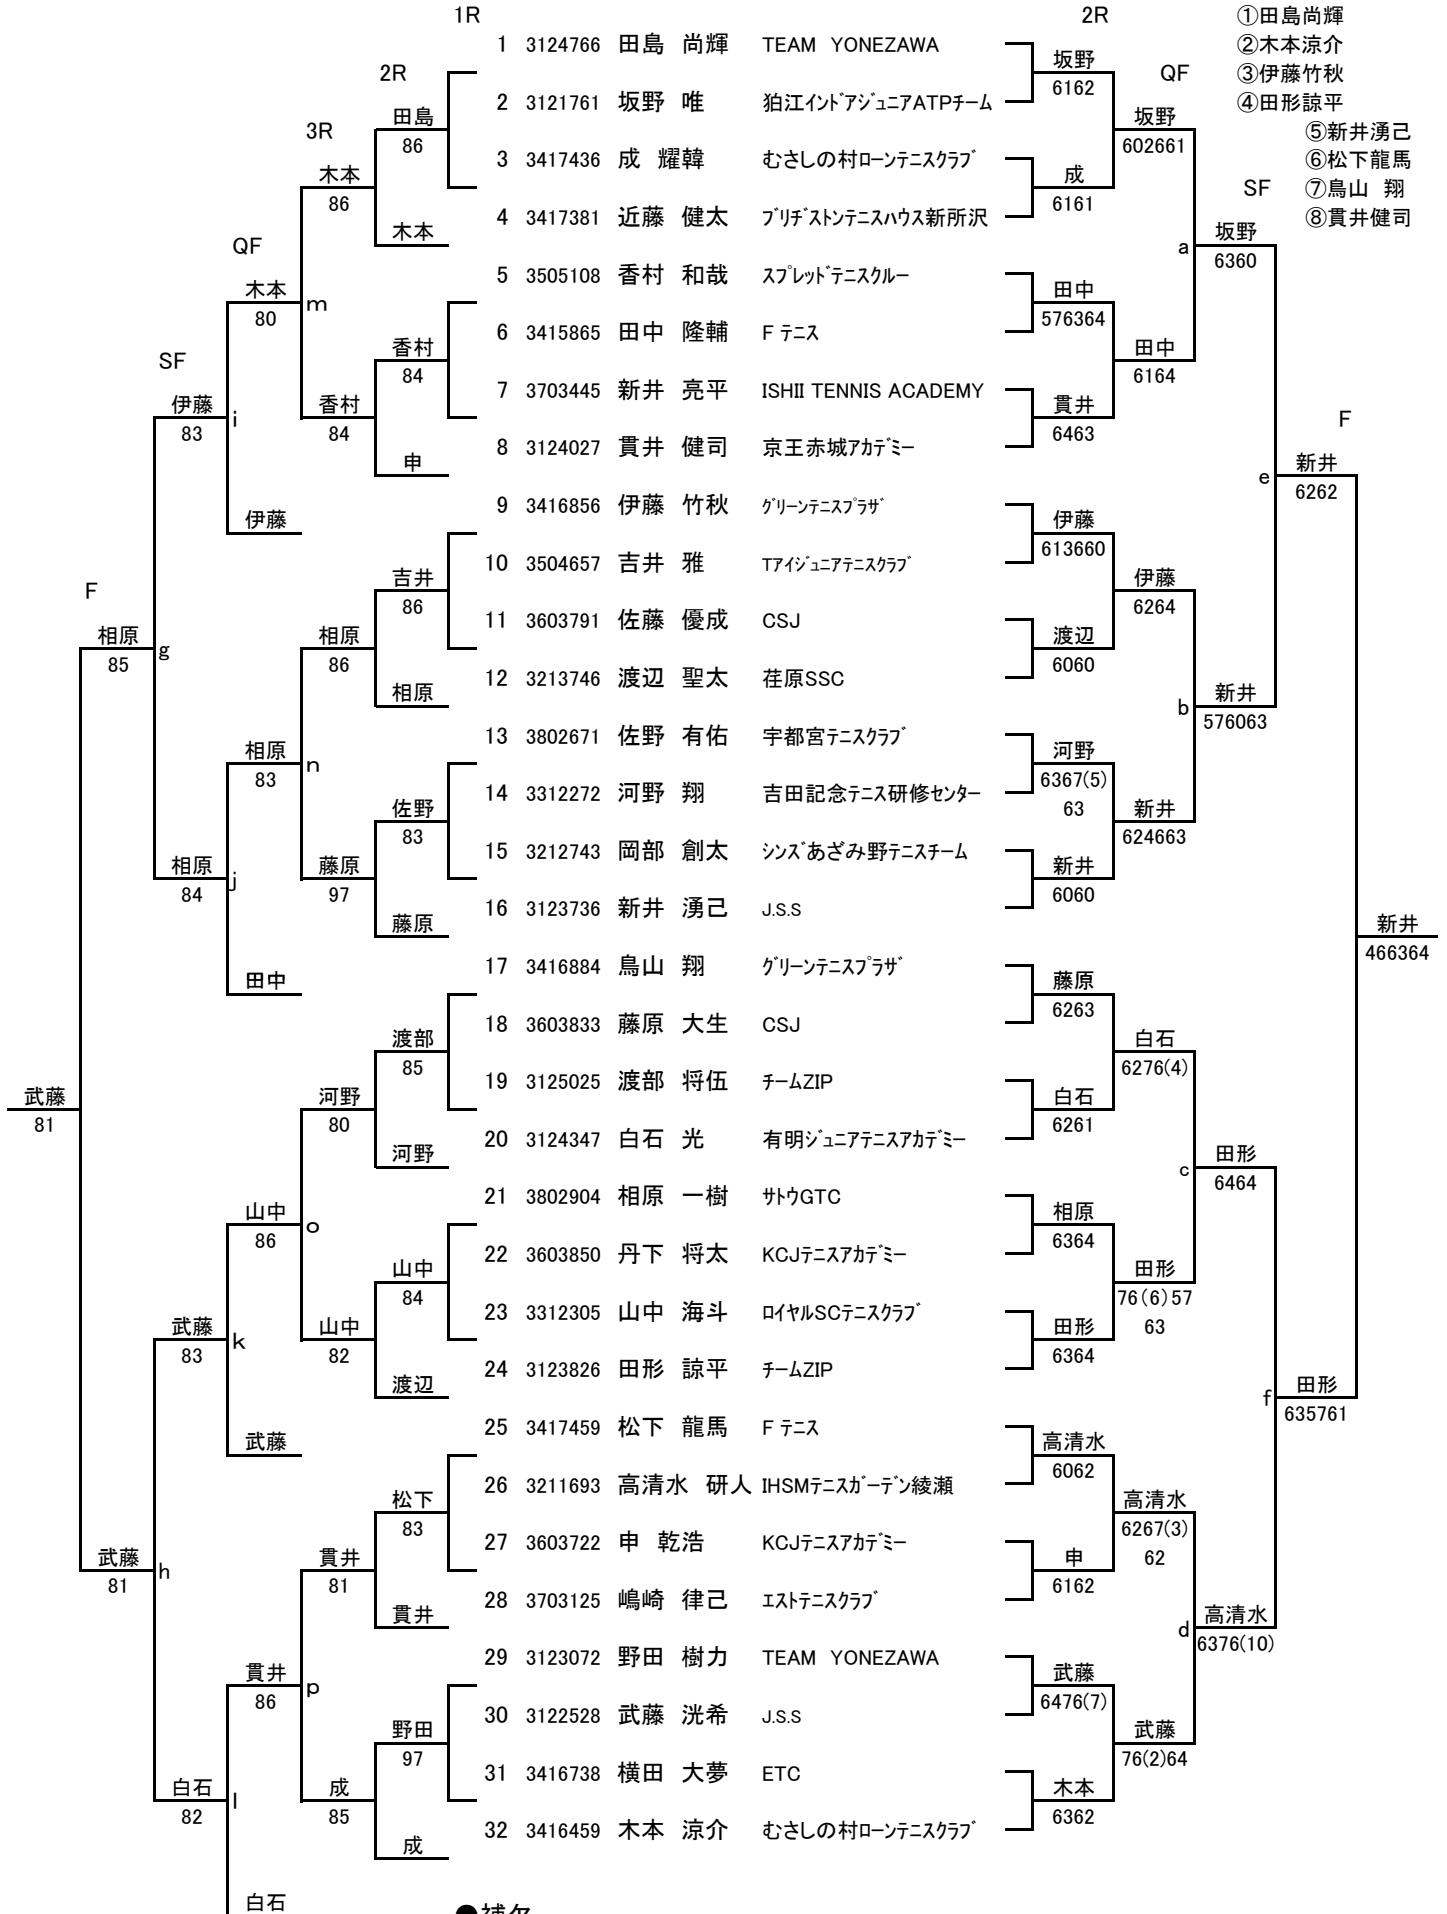 1R 2R ①田島尚輝
1 3124766 田島 尚輝 TEAM YONEZAWA ②木本涼介
2R 坂野 QF ③伊藤竹秋
6162 ④田形諒平
2 3121761 坂野 唯 狛江インドアジュニアATPチーム
田島 坂野 ⑤新井湧己
3R 86 602661 ⑥松下龍馬
3 3417436 成 耀韓 むさしの村ローンテニスクラブ
木本 成 SF ⑦鳥山 翔
86 6161
4 3417381 近藤 健太 ブリヂストンテニスハウス新所沢 ⑧貫井健司
QF 木本 a 坂野
6360
5 3505108 香村 和哉 スプレッドテニスクルー
木本 m 田中
80 576364
6 3415865 田中 隆輔 F テニス
SF 香村 田中
84 6164
7 3703445 新井 亮平 ISHII TENNIS ACADEMY
伊藤 i 香村 貫井 F
83 84 6463
8 3124027 貫井 健司 京王赤城アカデミー
申 e 新井
6262
9 3416856 伊藤 竹秋 グリーンテニスプラザ
伊藤 伊藤
613660
10 3504657 吉井 雅 Tアイジュニアテニスクラブ
F 吉井 伊藤
86 6264
11 3603791 佐藤 優成 CSJ
相原 g 相原 渡辺
85 86 6060
12 3213746 渡辺 聖太 荏原SSC
相原 b 新井
576063
13 3802671 佐野 有佑 宇都宮テニスクラブ
相原 n 河野
83 6367(5)
14 3312272 河野 翔 吉田記念テニス研修センター
佐野 63 新井
83 624663
15 3212743 岡部 創太 シンズあざみ野テニスチーム
相原 j 藤原 新井
84 97 6060
16 3123736 新井 湧己 J.S.S
藤原 新井
466364
17 3416884 鳥山 翔 グリーンテニスプラザ
田中 藤原
6263
18 3603833 藤原 大生 CSJ
渡部 白石
85 6276(4)
19 3125025 渡部 将伍 チームZIP
武藤 河野 白石
81 80 6261
20 3124347 白石 光 有明ジュニアテニスアカデミー
河野 c 田形
6464
21 3802904 相原 一樹 サトウGTC
山中 o 相原
86 6364
22 3603850 丹下 将太 KCJテニスアカデミー
山中 田形
84 76(6)57
23 3312305 山中 海斗 ロイヤルSCテニスクラブ
武藤 k 山中 田形 63
83 82 6364
24 3123826 田形 諒平 チームZIP
渡辺 f 田形
635761
25 3417459 松下 龍馬 F テニス
武藤 高清水
6062
26 3211693 高清水 研人 IHSMテニスガーデン綾瀬
松下 高清水
83 6267(3)
27 3603722 申 乾浩 KCJテニスアカデミー
武藤 h 貫井 申 62
81 81 6162
28 3703125 嶋崎 律己 エストテニスクラブ
貫井 d 高清水
6376(10)
29 3123072 野田 樹力 TEAM YONEZAWA
貫井 p 武藤
86 6476(7)
30 3122528 武藤 洸希 J.S.S
野田 武藤
97 76(2)64
31 3416738 横田 大夢 ETC
白石 l 成 木本
82 85 6362
32 3416459 木本 涼介 むさしの村ローンテニスクラブ
成
白石